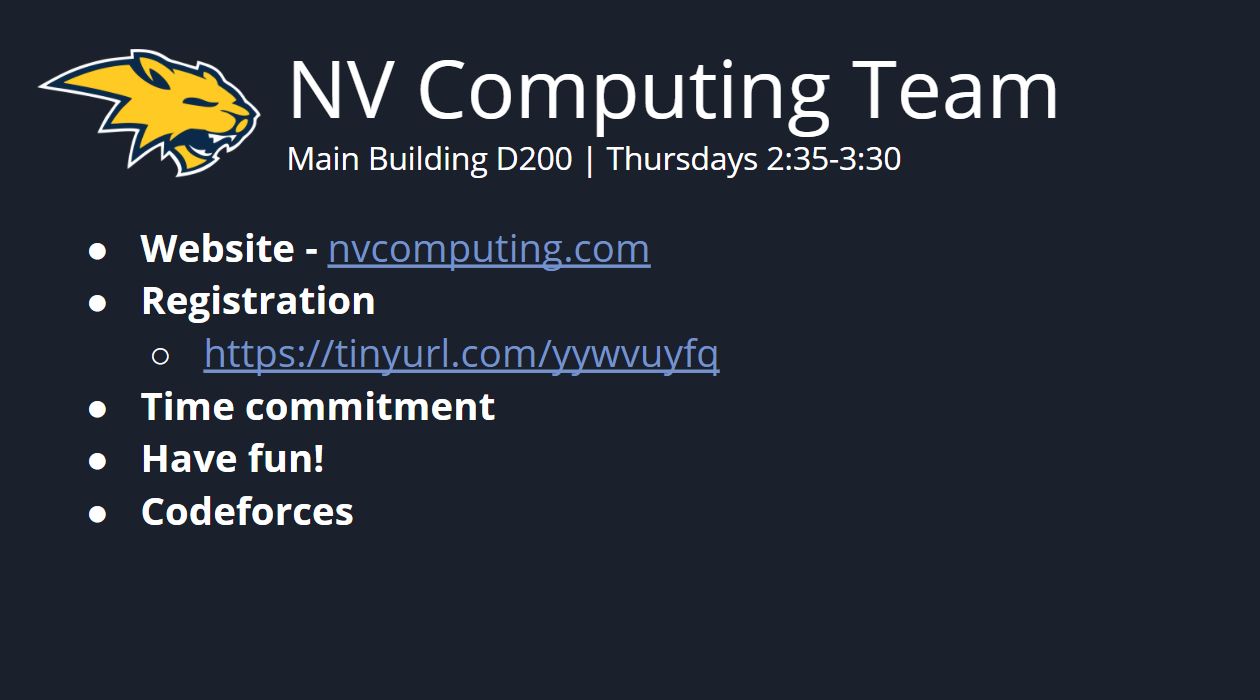 NV Computing Team
Main Building D200 | Thursdays 2:35-3:30
● Website - nvcomputing.com
● Registration
○ https://tinyurl.com/yywvuyfq
● Time commitment
● Have fun!
● Codeforces